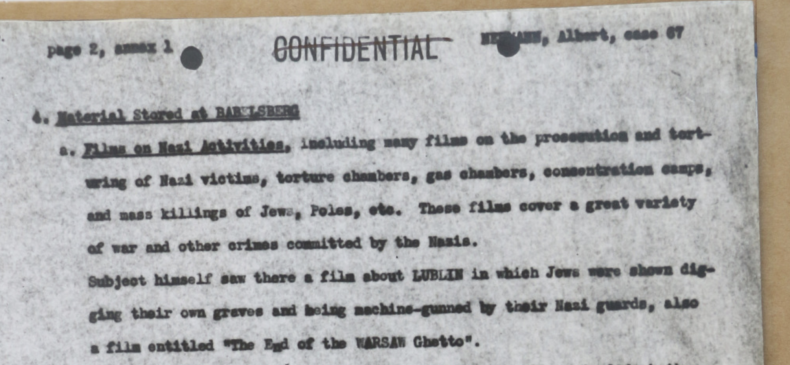 page 2, annex 1
CONFIDENTIAL
Albert, case 67
4. Material Stored at BABELSBERG
a. Films on Nazi Activities, including many films on the prosecution and tort-
uring of Nazi victims, torture chambers, gas chambers, concentration camps,
and mass killings of Jews, Poles, etc. These films cover a great variety
of war and other crimes committed by the Nazis.
Subject himself saw there a film about LUBLIN in which Jews were shown dig-
ging their own graves and being machine-gunned by their Nazi guards, also
a film entitled "The End of the WARSAW Ghetto".